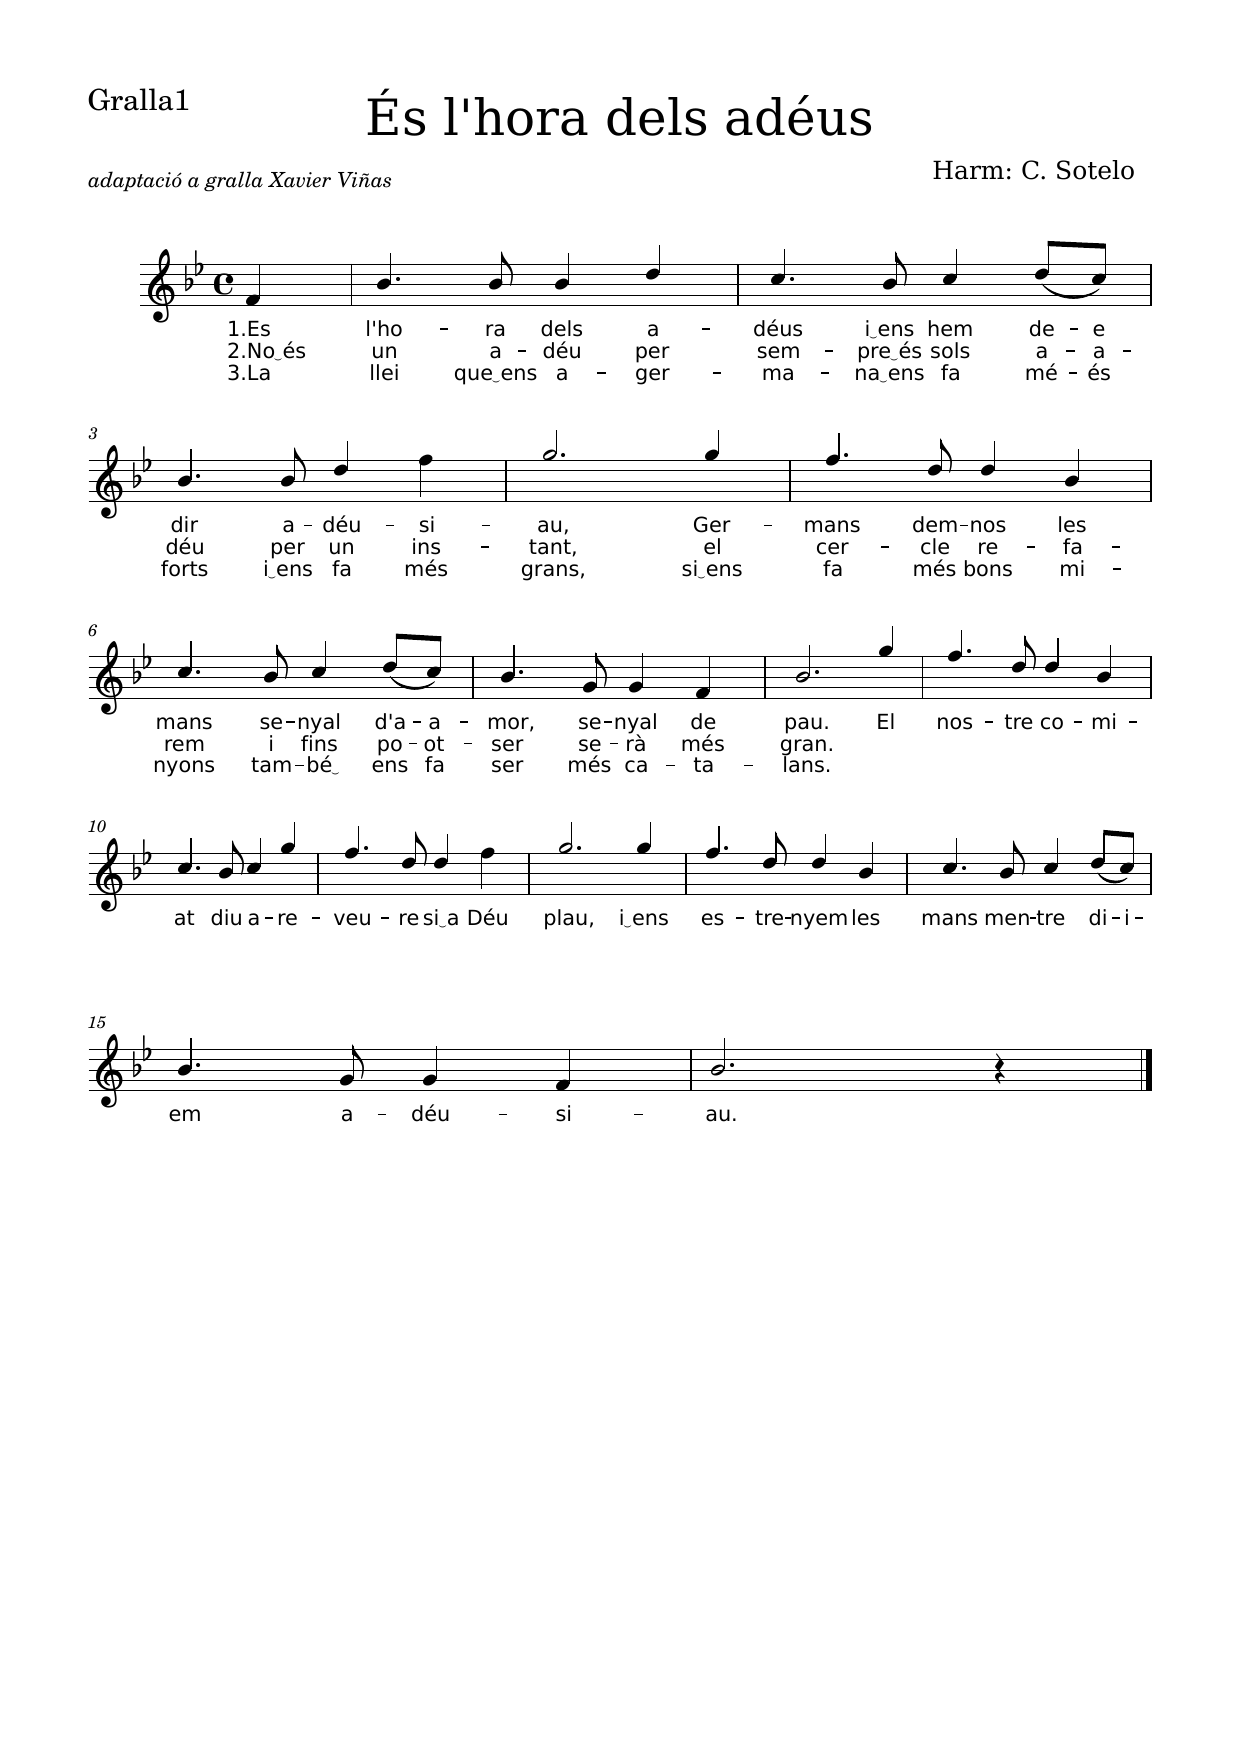 Gralla1
És l'hora dels adéus
adaptació a gralla Xavier Viñas
Harm: C. Sotelo
1.Es l'ho - ra dels a - déus i‿ens hem de - e
2.No‿és un a - déu per sem - pre‿és sols a - a -
3.La llei que‿ens a - ger - ma - na‿ens fa mé - és
3
dir a - déu - si - au, Ger - mans dem - nos les
déu per un ins - tant, el cer - cle re - fa -
forts i‿ens fa més grans, si‿ens fa més bons mi -
6
mans se - nyal d'a - a - mor, se - nyal de pau. El nos - tre co - mi -
rem i fins po - ot - ser se - rà més gran.
nyons tam - bé‿ ens fa ser més ca - ta - lans.
10
at diu a - re - veu - re si‿a Déu plau, i‿ens es - tre - nyem les mans men - tre di - i -
15
em a - déu - si - au.